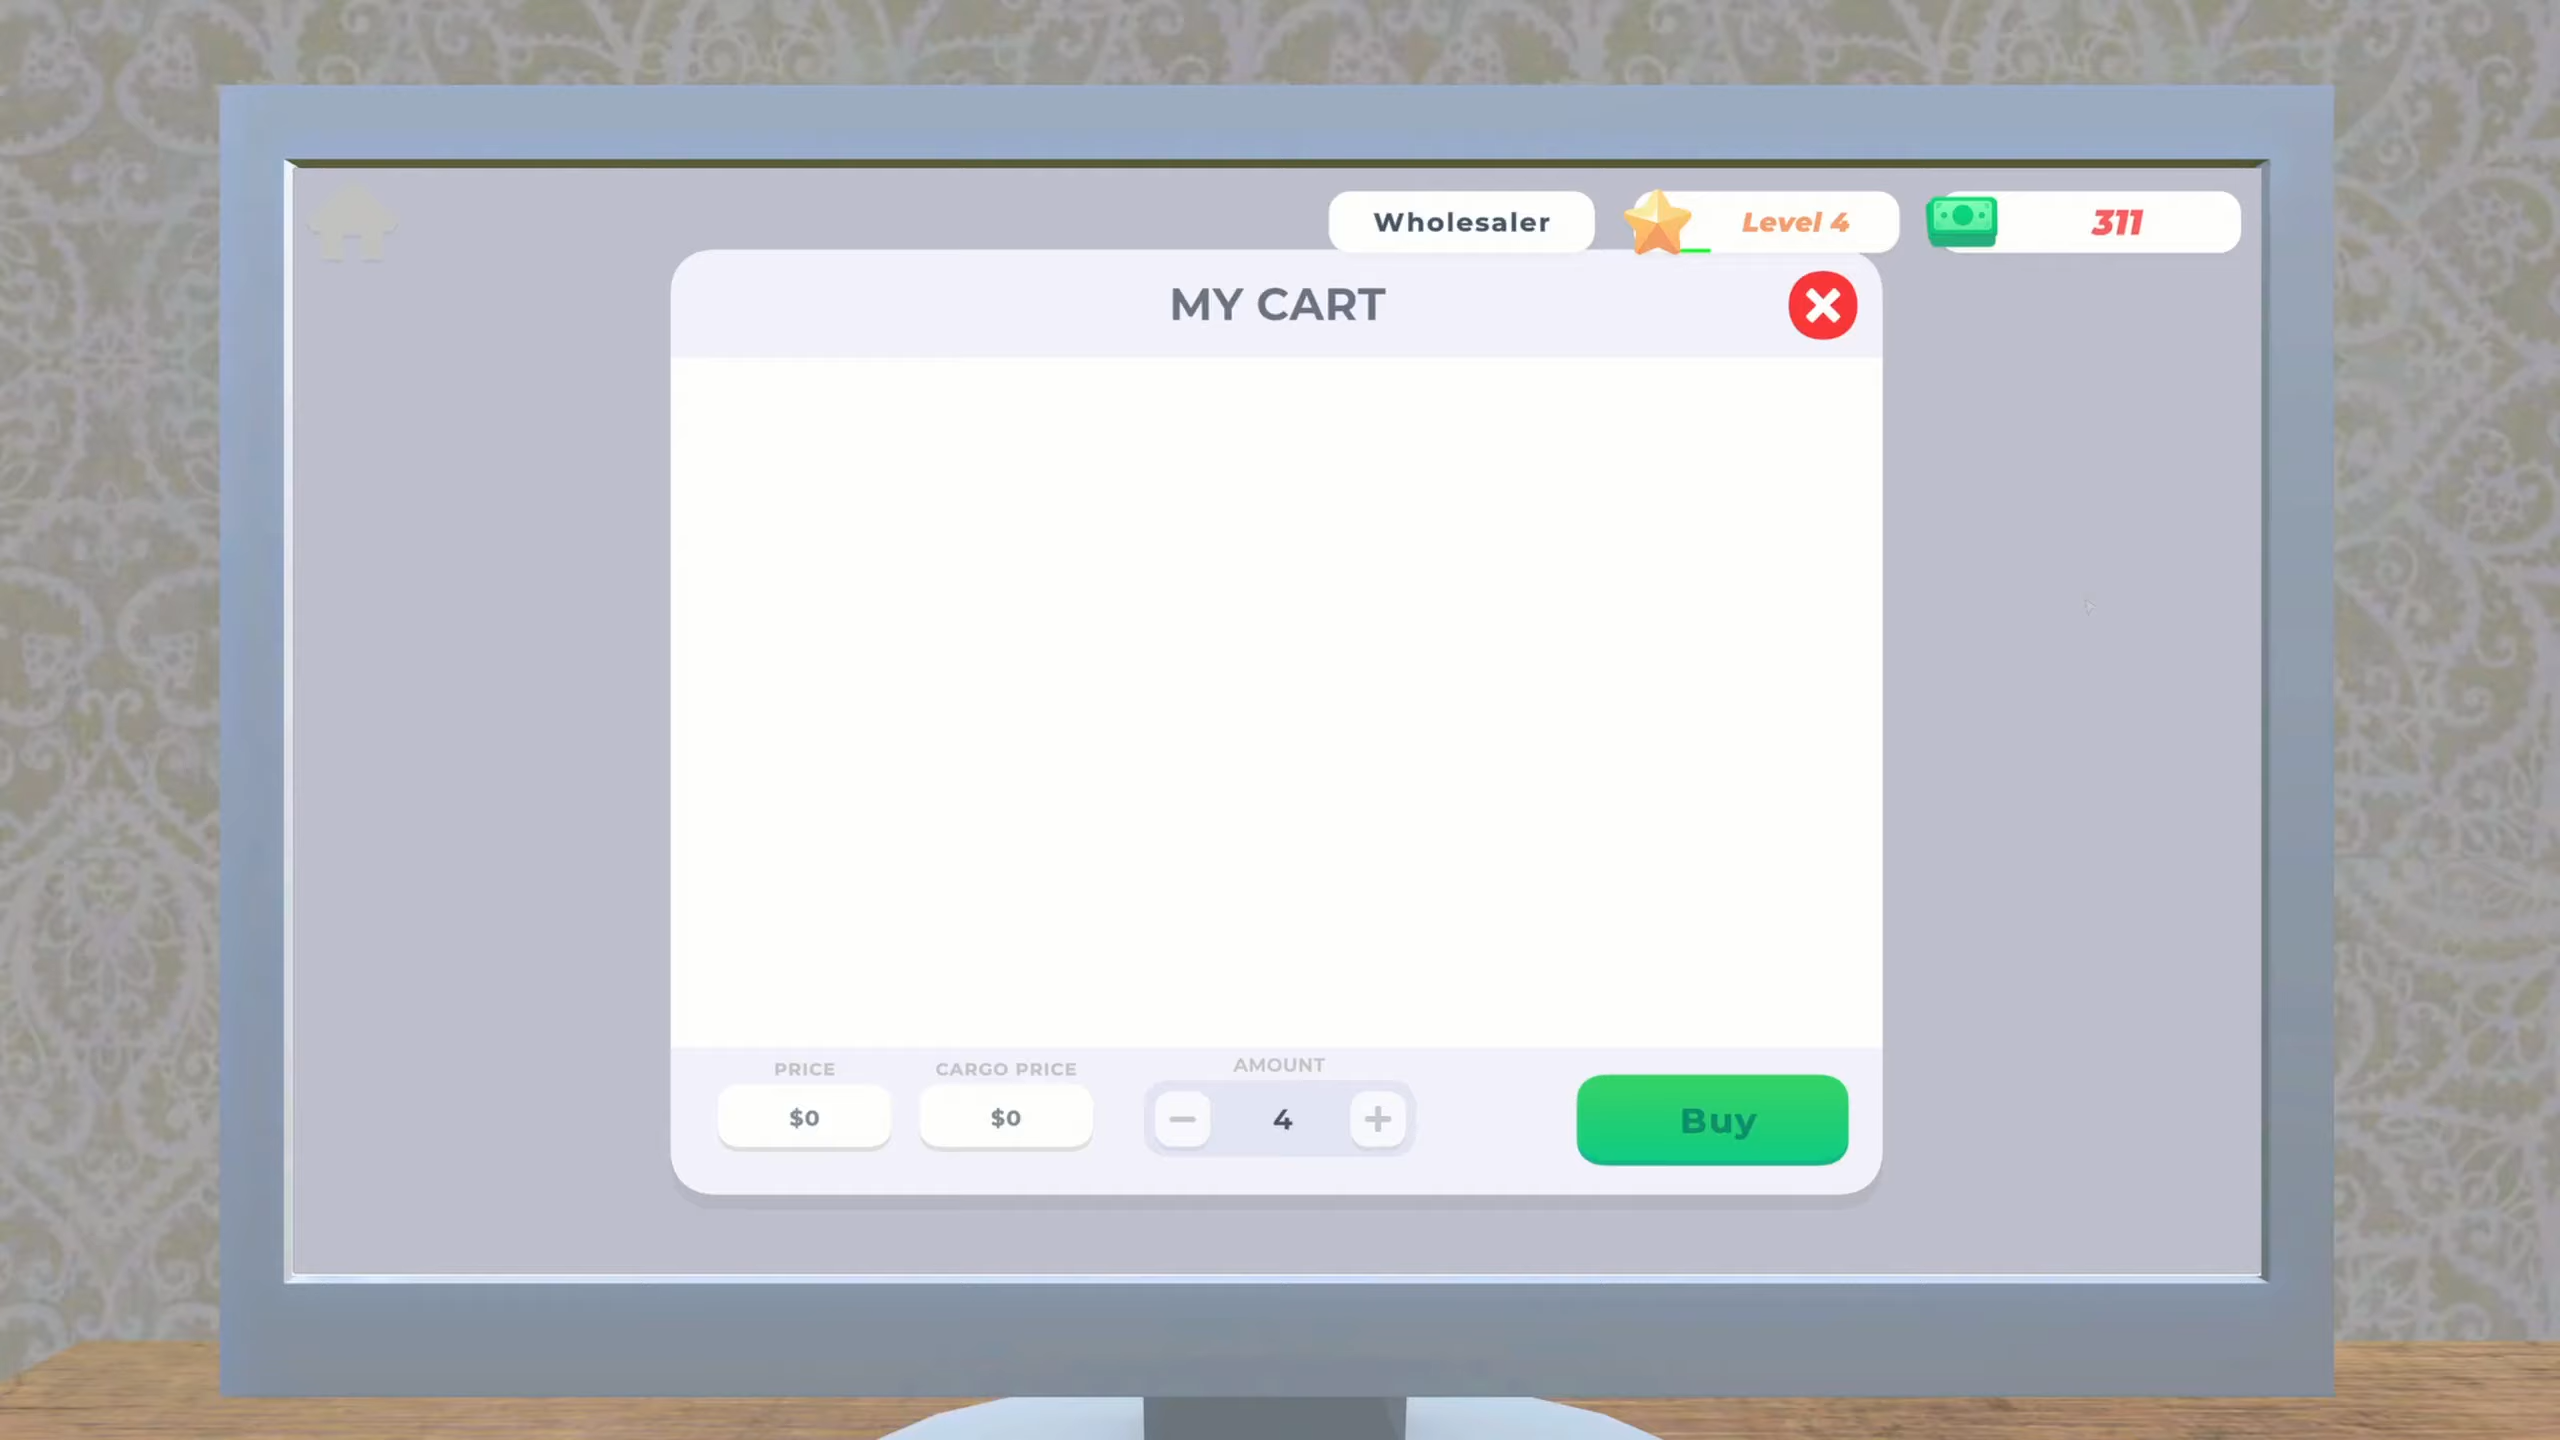 Wholesaler
Level 4
311
MY CART
PRICE
CARGO PRICE
AMOUNT
$0
$0
4
Buy